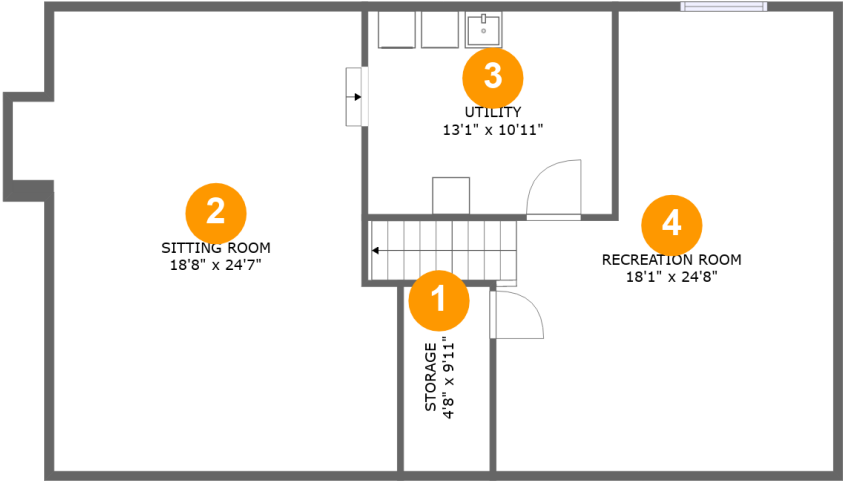 3
UTILITY
13'1" x 10'11"
2
SITTING ROOM
18'8" x 24'7"
4
RECREATION ROOM
18'1" x 24'8"
1
STORAGE
4'8" x 9'11"